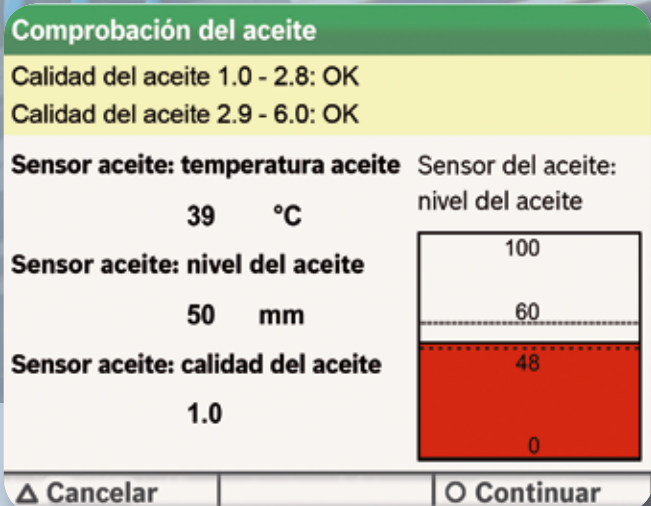 Comprobación del aceite
Calidad del aceite 1.0 - 2.8: OK
Calidad del aceite 2.9 - 6.0: OK
Sensor aceite: temperatura aceite
39 °C
Sensor aceite: nivel del aceite
50 mm
Sensor aceite: calidad del aceite
1.0
Sensor del aceite:
nivel del aceite
100
60
48
0
Δ Cancelar
O Continuar